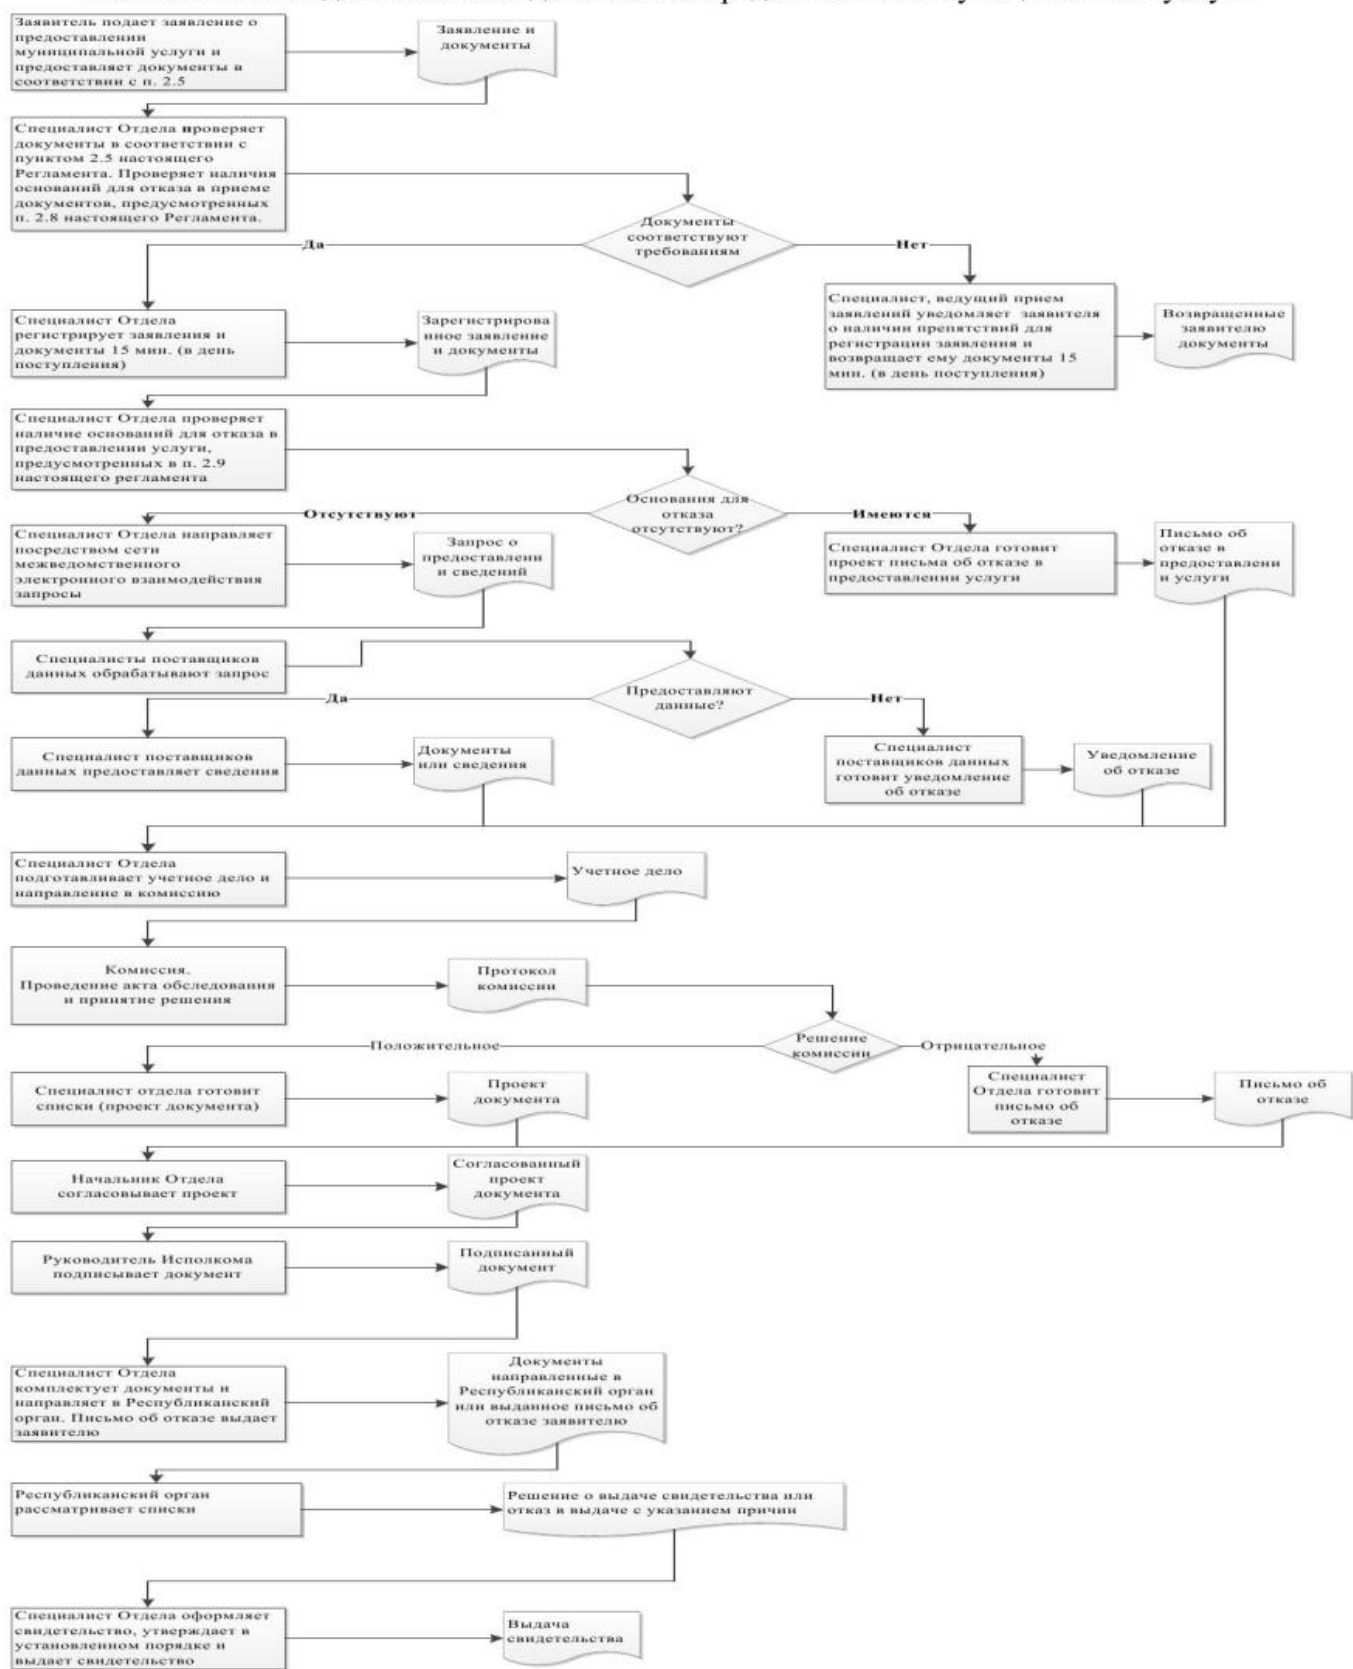 Заявитель подает заявление о
предоставлении
муниципальной услуги и
предоставляет документы в
соответствии с п. 2.5
Заявление и
документы
Специалист Отдела проверяет
документы в соответствии с
пунктом 2.5 настоящего
Регламента. Проверяет наличия
оснований для отказа в приеме
документов, предусмотренных
п. 2.8 настоящего Регламента.
Документы
соответствуют
требованиям
Да
Нет
Специалист Отдела
регистрирует заявления и
документы 15 мин. (в день
поступления)
Зарегистрирова
нное заявление
и документы
Специалист, ведущий прием
заявлений уведомляет заявителя
о наличии препятствий для
регистрации заявления и
возвращает ему документы 15
мин. (в день поступления)
Возвращенные
заявителю
документы
Специалист Отдела проверяет
наличие оснований для отказа в
предоставлении услуги,
предусмотренных в п. 2.9
настоящего регламента
Основания для
отказа
отсутствуют?
Отсутствуют
Имеются
Специалист Отдела направляет
посредством сети
межведомственного
электронного взаимодействия
запросы
Запрос о
предоставлени
и сведений
Специалист Отдела готовит
проект письма об отказе в
предоставлении услуги
Письмо об
отказе в
предоставлени
и услуги
Специалисты поставщиков
данных обрабатывают запрос
Предоставляют
данные?
Да
Нет
Специалист поставщиков
данных предоставляет сведения
Документы
или сведения
Специалист
поставщиков данных
готовит уведомление
об отказе
Уведомление
об отказе
Специалист Отдела
подготавливает учетное дело и
направление в комиссию
Учетное дело
Комиссия.
Проведение акта обследования
и принятие решения
Протокол
комиссии
Решение
комиссии
Положительное
Отрицательное
Специалист отдела готовит
списки (проект документа)
Проект
документа
Специалист
Отдела готовит
письмо об
отказе
Письмо об
отказе
Начальник Отдела
согласовывает проект
Согласованный
проект
документа
Руководитель Исполкома
подписывает документ
Подписанный
документ
Специалист Отдела
комплектует документы и
направляет в Республиканский
орган. Письмо об отказе выдает
заявителю
Документы
направленные в
Республиканский орган
или выданное письмо об
отказе заявителю
Республиканский орган
рассматривает списки
Решение о выдаче свидетельства или
отказ в выдаче с указанием причин
Специалист Отдела оформляет
свидетельство, утверждает в
установленном порядке и
выдает свидетельство
Выдача
свидетельства